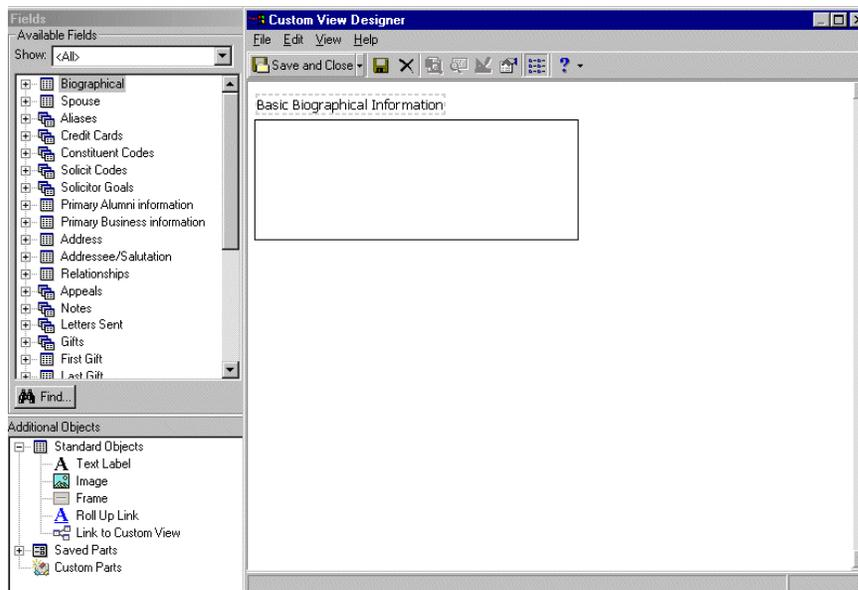 Fields
Available Fields
Show: <All>
Biographical
Spouse
Aliases
Credit Cards
Constituent Codes
Solicit Codes
Solicitor Goals
Primary Alumni information
Primary Business information
Address
Addressee/Salutation
Relationships
Appeals
Notes
Letters Sent
Gifts
First Gift
Last Gift
Find...
Additional Objects
Standard Objects
A Text Label
Image
Frame
A Roll Up Link
Link to Custom View
Saved Parts
Custom Parts
Custom View Designer
File Edit View Help
Save and Close ?
Basic Biographical Information